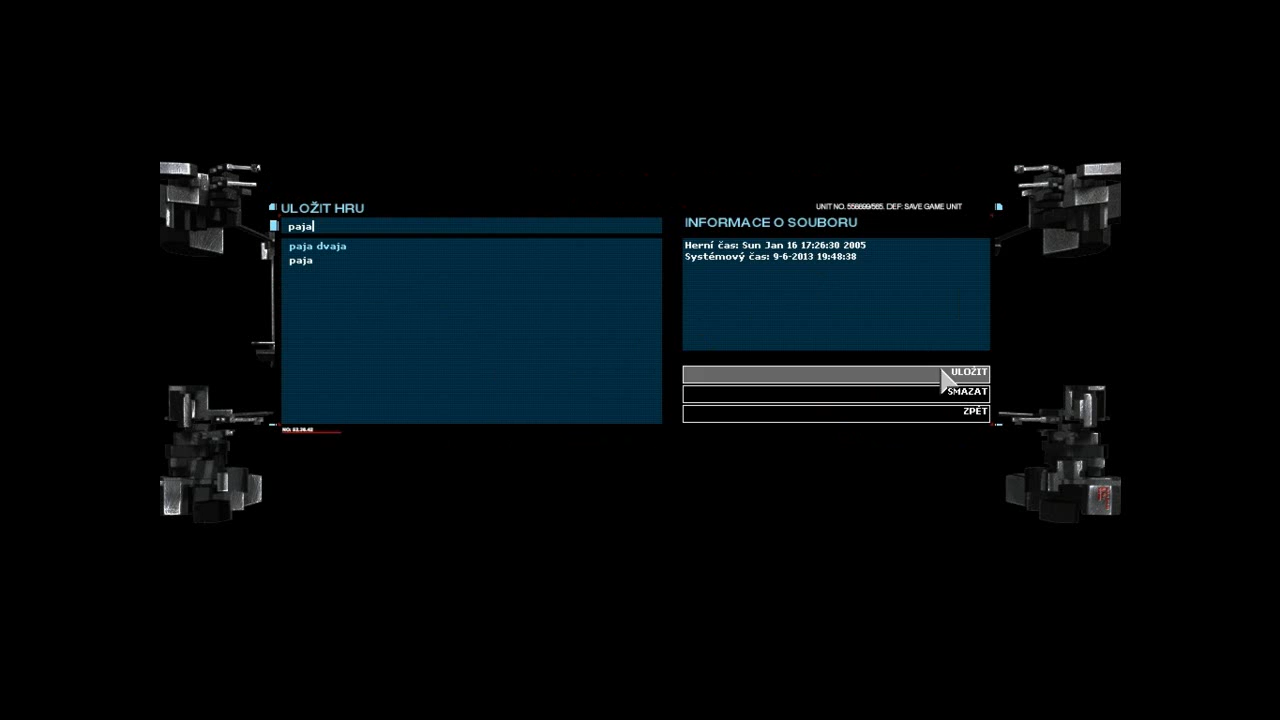 ULOŽIT HRU
paja
paja dvaja
paja
UNIT NO. 556699/565. DEF: SAVE GAME UNIT
INFORMACE O SOUBORU
Herní čas: Sun Jan 16 17:26:30 2005
Systémový čas: 9-6-2013 19:48:38
ULOŽIT
SMAZAT
ZPĚT